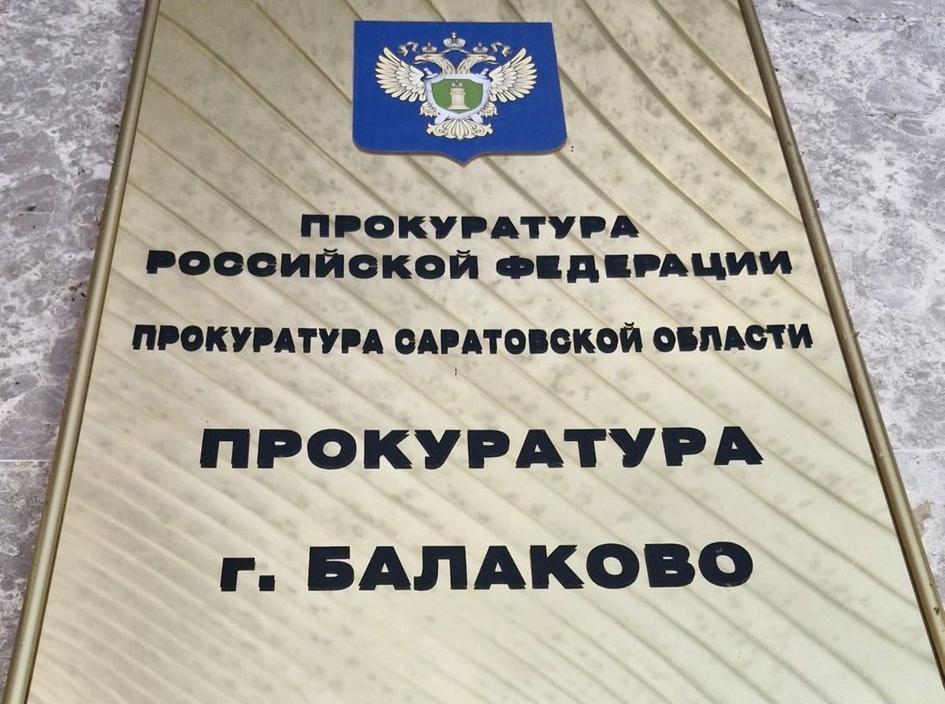 ПРОКУРАТУРА
РОССИЙСКОЙ ФЕДЕРАЦИИ
ПРОКУРАТУРА САРАТОВСКОЙ ОБЛАСТИ
ПРОКУРАТУРА
г. БАЛАКОВО